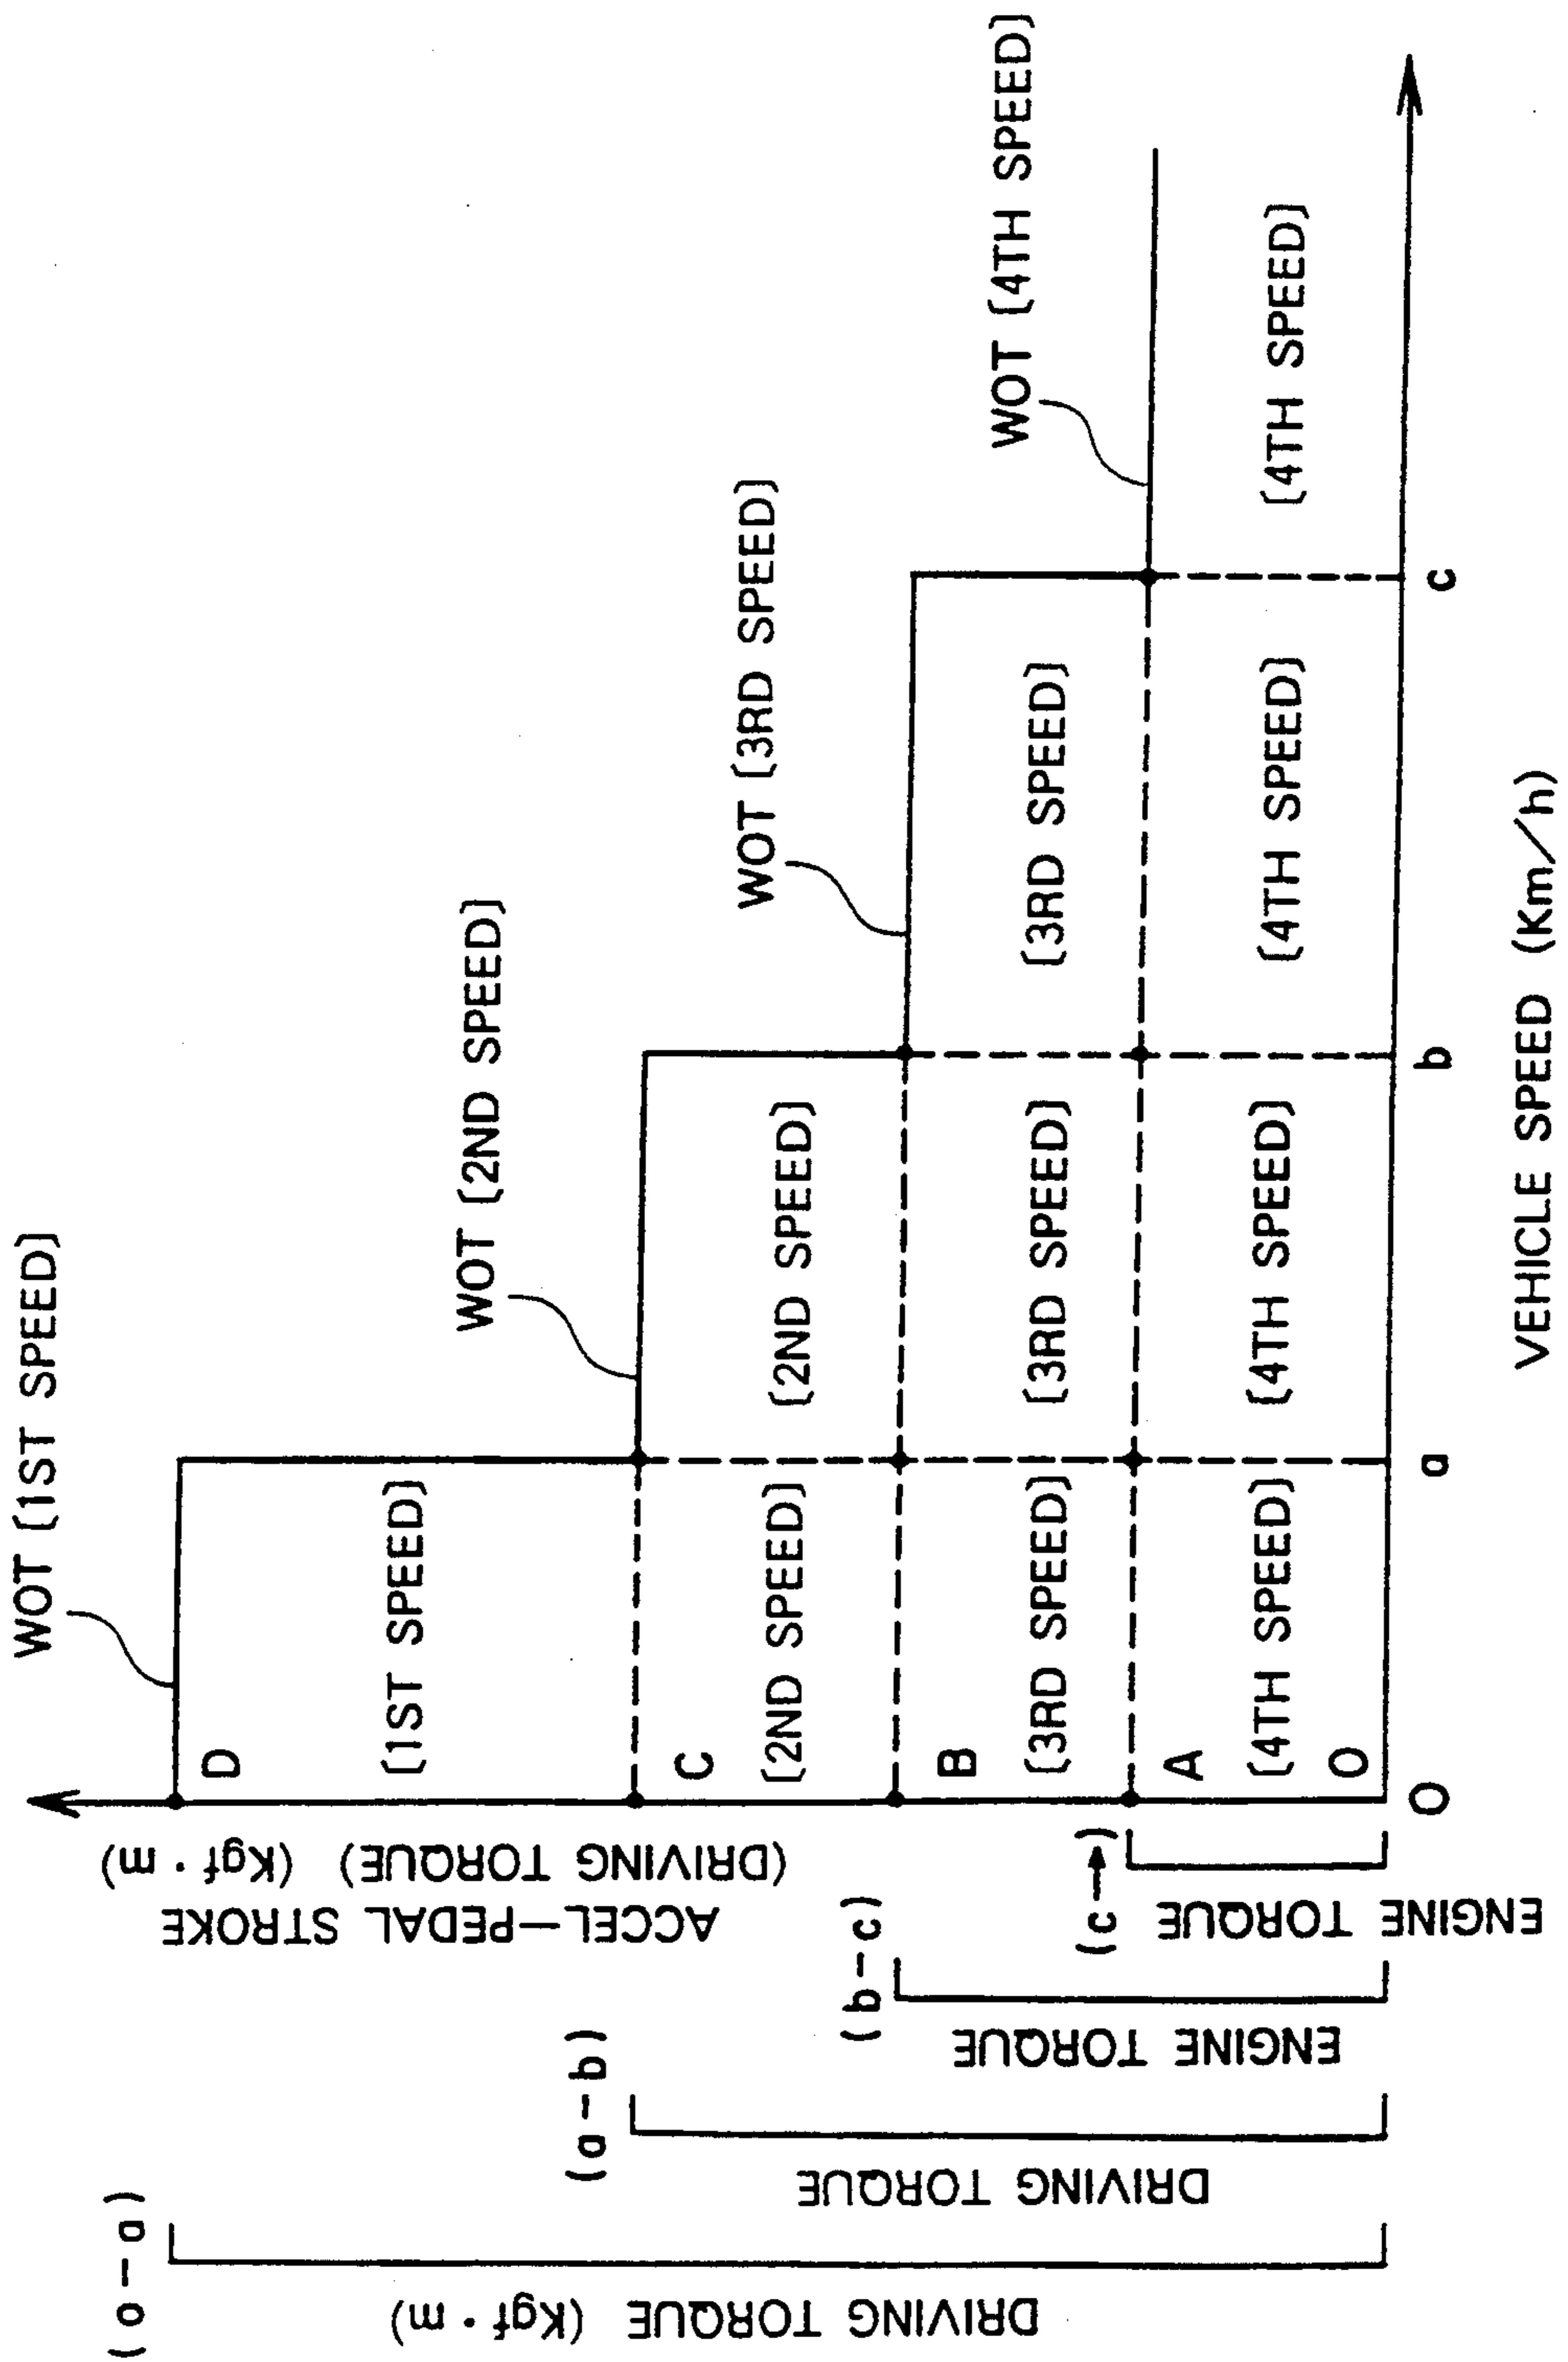 WOT [1ST SPEED]
WOT [2ND SPEED]
WOT [3RD SPEED]
WOT [4TH SPEED]
D
[1ST SPEED]
C
[2ND SPEED]
[2ND SPEED]
B
[3RD SPEED]
[3RD SPEED]
[3RD SPEED]
A
[4TH SPEED]
[4TH SPEED]
[4TH SPEED]
[4TH SPEED]
O
O
a
b
c
VEHICLE SPEED (Km/h)
ACCEL-PEDAL STROKE
(DRIVING TORQUE) (Kgf·m)
(c→)
ENGINE TORQUE
(b-c)
ENGINE TORQUE
(a-b)
DRIVING TORQUE
(o-a)
DRIVING TORQUE (Kgf·m)